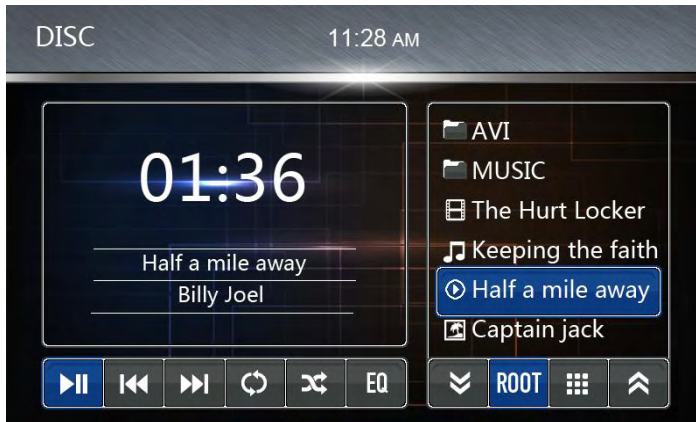 DISC
11:28 AM
01:36
Half a mile away
Billy Joel
AVI
MUSIC
The Hurt Locker
Keeping the faith
Half a mile away
Captain jack
EQ
ROOT